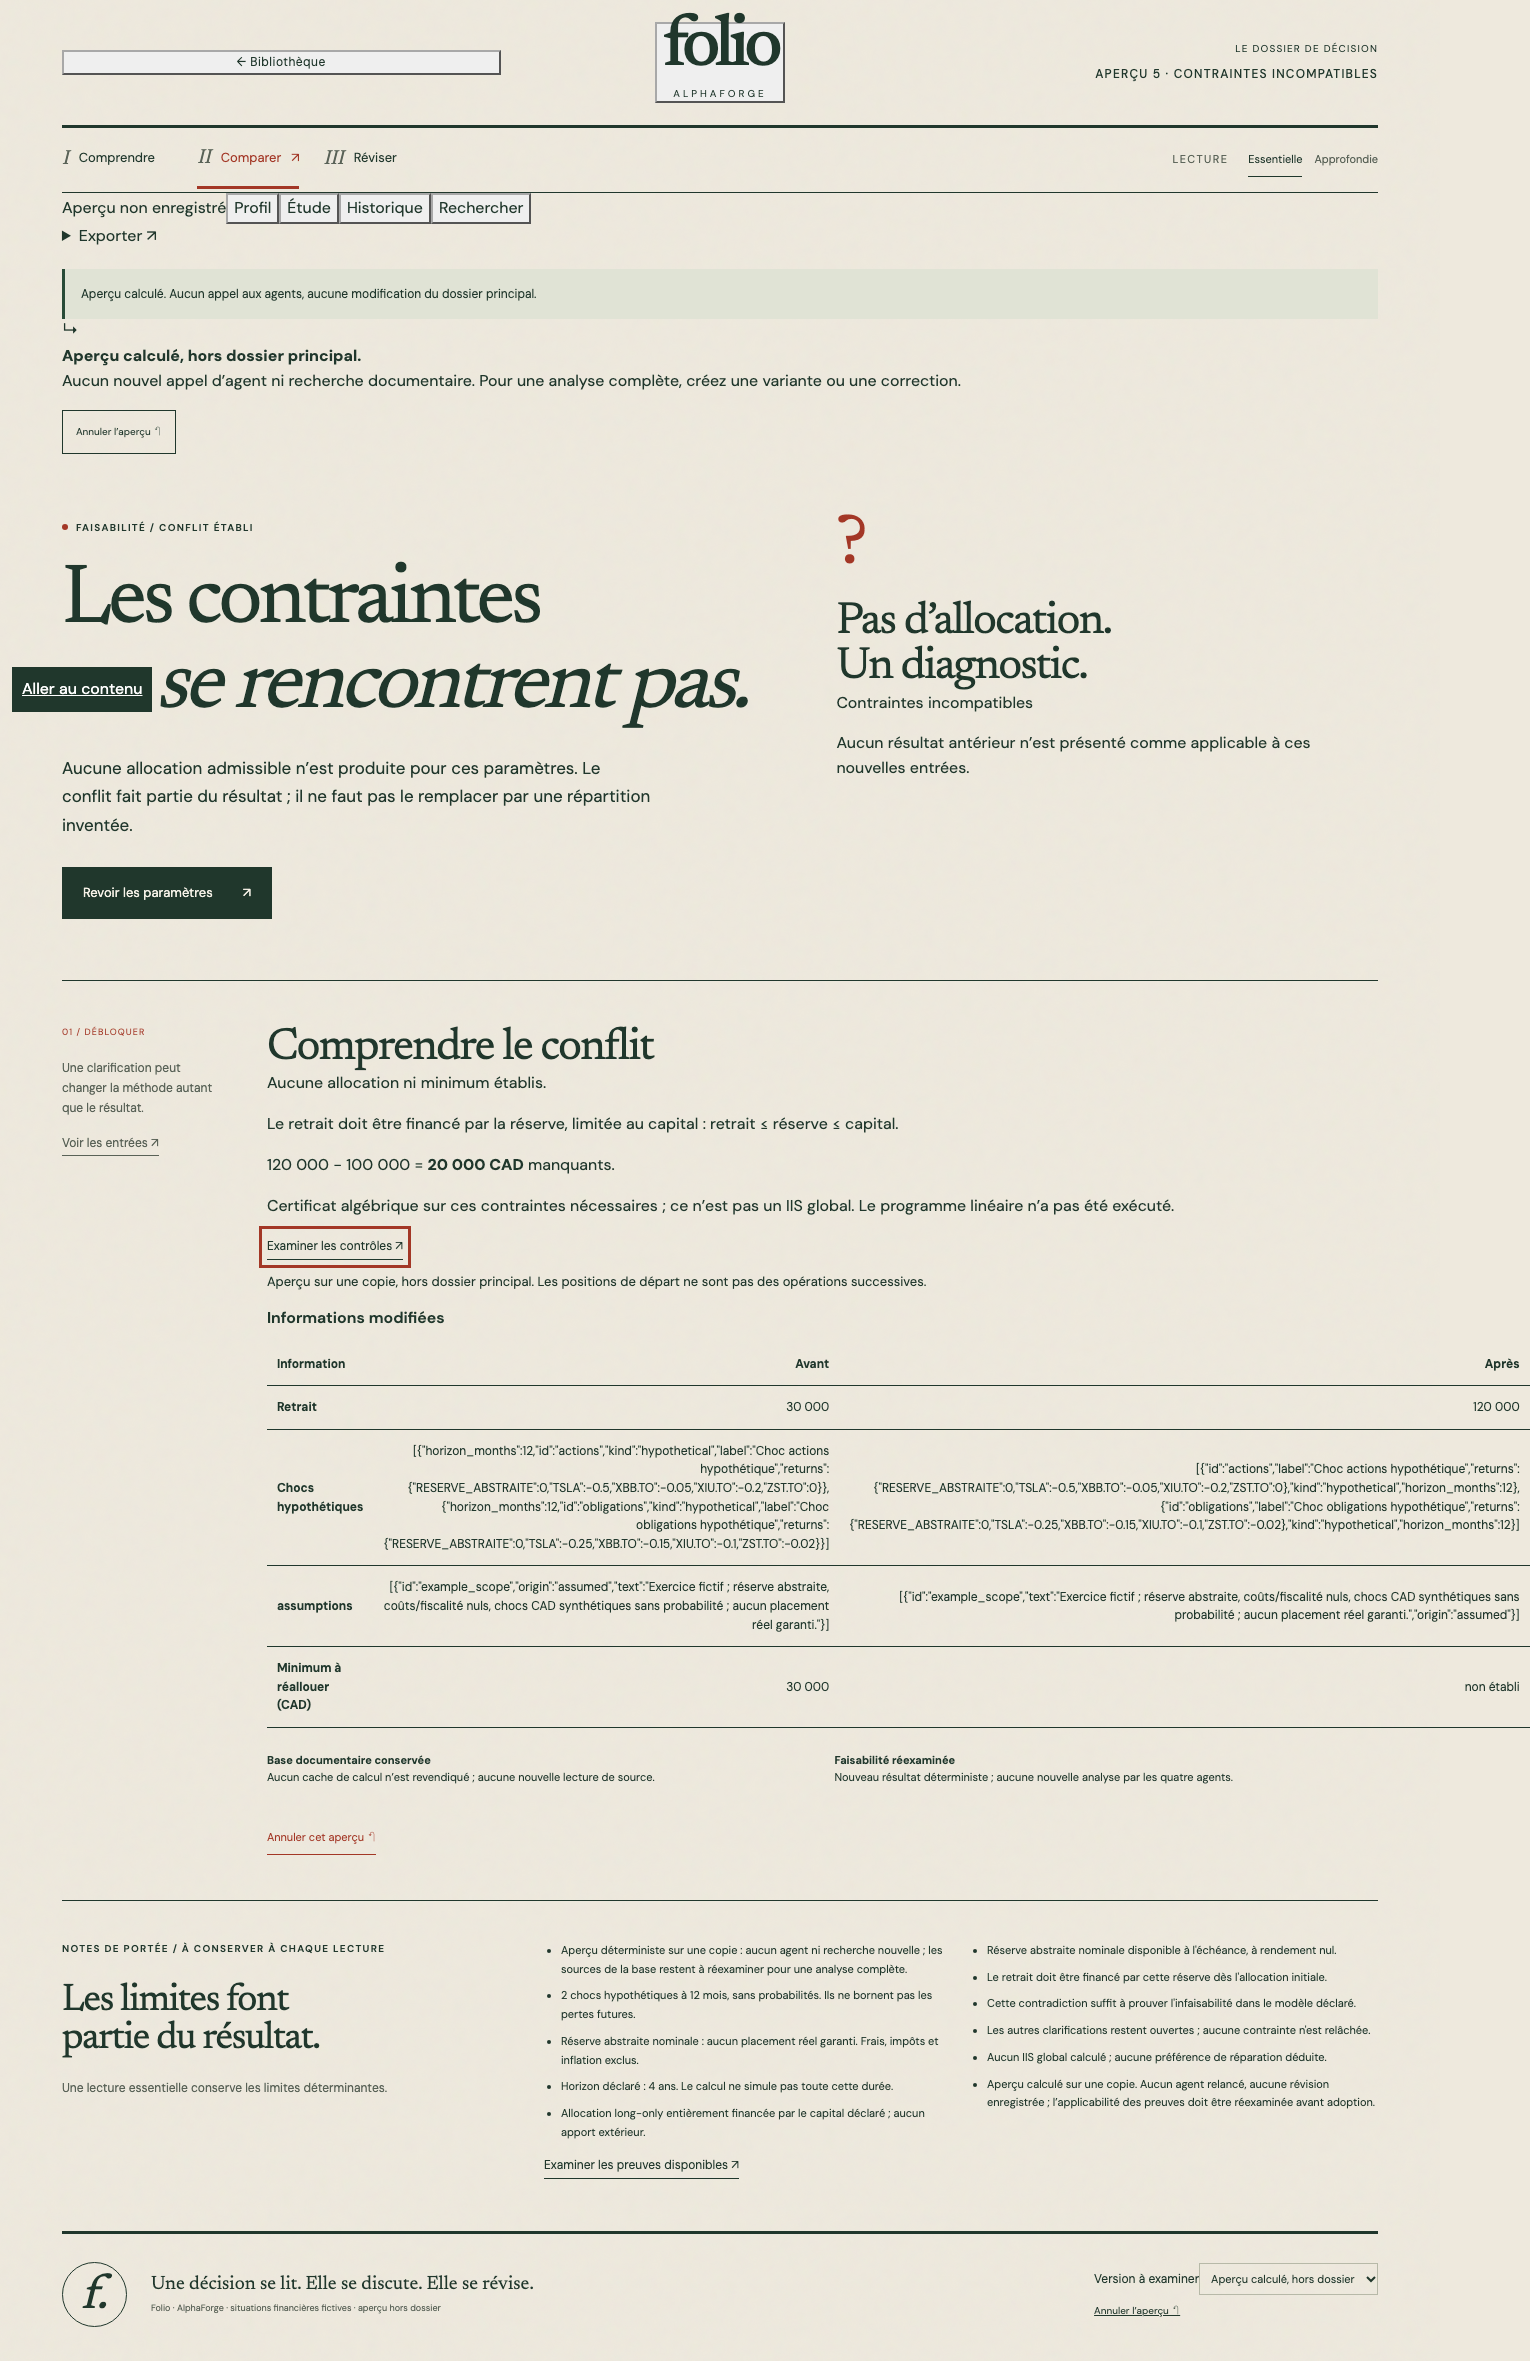 ← Bibliothèque
folio
ALPHAFORGE
LE DOSSIER DE DÉCISION
APERÇU 5 · CONTRAINTES INCOMPATIBLES
I Comprendre
II Comparer ↗
III Réviser
LECTURE
Essentielle
Approfondie
Aperçu non enregistré
Profil
Étude
Historique
Rechercher
▶ Exporter ↗
Aperçu calculé. Aucun appel aux agents, aucune modification du dossier principal.
Aperçu calculé, hors dossier principal.
Aucun nouvel appel d’agent ni recherche documentaire. Pour une analyse complète, créez une variante ou une correction.
Annuler l’aperçu
FAISABILITÉ / CONFLIT ÉTABLI
Les contraintes
Aller au contenu
se rencontrent pas.
Aucune allocation admissible n’est produite pour ces paramètres. Le
conflit fait partie du résultat ; il ne faut pas le remplacer par une répartition
inventée.
Revoir les paramètres ↗
?
Pas d’allocation.
Un diagnostic.
Contraintes incompatibles
Aucun résultat antérieur n’est présenté comme applicable à ces
nouvelles entrées.
01 / DÉBLOQUER
Une clarification peut
changer la méthode autant
que le résultat.
Voir les entrées ↗
Comprendre le conflit
Aucune allocation ni minimum établis.
Le retrait doit être financé par la réserve, limitée au capital : retrait ≤ réserve ≤ capital.
120 000 − 100 000 = 20 000 CAD manquants.
Certificat algébrique sur ces contraintes nécessaires ; ce n’est pas un IIS global. Le programme linéaire n’a pas été exécuté.
Examiner les contrôles ↗
Aperçu sur une copie, hors dossier principal. Les positions de départ ne sont pas des opérations successives.
Informations modifiées
Information
Avant
Après
Retrait
30 000
120 000
Chocs
hypothétiques
[{"horizon_months":12,"id":"actions","kind":"hypothetical","label":"Choc actions
hypothétique","returns":
{"RESERVE_ABSTRAITE":0,"TSLA":-0.5,"XBB.TO":-0.05,"XIU.TO":-0.2,"ZST.TO":0}},
{"horizon_months":12,"id":"obligations","kind":"hypothetical","label":"Choc
obligations hypothétique","returns":
{"RESERVE_ABSTRAITE":0,"TSLA":-0.25,"XBB.TO":-0.15,"XIU.TO":-0.1,"ZST.TO":-0.02}}]
[{"id":"actions","label":"Choc actions hypothétique","returns":
{"RESERVE_ABSTRAITE":0,"TSLA":-0.5,"XBB.TO":-0.05,"XIU.TO":-0.2,"ZST.TO":0},"kind":"hypothetical","horizon_months":12},
{"id":"obligations","label":"Choc obligations hypothétique","returns":
{"RESERVE_ABSTRAITE":0,"TSLA":-0.25,"XBB.TO":-0.15,"XIU.TO":-0.1,"ZST.TO":-0.02},"kind":"hypothetical","horizon_months":12}]
assumptions
[{"id":"example_scope","origin":"assumed","text":"Exercice fictif ; réserve abstraite,
coûts/fiscalité nuls, chocs CAD synthétiques sans probabilité ; aucun placement
réel garanti."}]
[{"id":"example_scope","text":"Exercice fictif ; réserve abstraite, coûts/fiscalité nuls, chocs CAD synthétiques sans
probabilité ; aucun placement réel garanti.","origin":"assumed"}]
Minimum à
réallouer
(CAD)
30 000
non établi
Base documentaire conservée
Aucun cache de calcul n’est revendiqué ; aucune nouvelle lecture de source.
Faisabilité réexaminée
Nouveau résultat déterministe ; aucune nouvelle analyse par les quatre agents.
Annuler cet aperçu
NOTES DE PORTÉE / À CONSERVER À CHAQUE LECTURE
Les limites font
partie du résultat.
Une lecture essentielle conserve les limites déterminantes.
• Aperçu déterministe sur une copie : aucun agent ni recherche nouvelle ; les
sources de la base restent à réexaminer pour une analyse complète.
• 2 chocs hypothétiques à 12 mois, sans probabilités. Ils ne bornent pas les
pertes futures.
• Réserve abstraite nominale : aucun placement réel garanti. Frais, impôts et
inflation exclus.
• Horizon déclaré : 4 ans. Le calcul ne simule pas toute cette durée.
• Allocation long-only entièrement financée par le capital déclaré ; aucun
apport extérieur.
• Réserve abstraite nominale disponible à l'échéance, à rendement nul.
• Le retrait doit être financé par cette réserve dès l'allocation initiale.
• Cette contradiction suffit à prouver l'infaisabilité dans le modèle déclaré.
• Les autres clarifications restent ouvertes ; aucune contrainte n'est relâchée.
• Aucun IIS global calculé ; aucune préférence de réparation déduite.
• Aperçu calculé sur une copie. Aucun agent relancé, aucune révision
enregistrée ; l’applicabilité des preuves doit être réexaminée avant adoption.
Examiner les preuves disponibles ↗
f.
Une décision se lit. Elle se discute. Elle se révise.
Folio · AlphaForge · situations financières fictives · aperçu hors dossier
Version à examiner
Aperçu calculé, hors dossier
Annuler l’aperçu